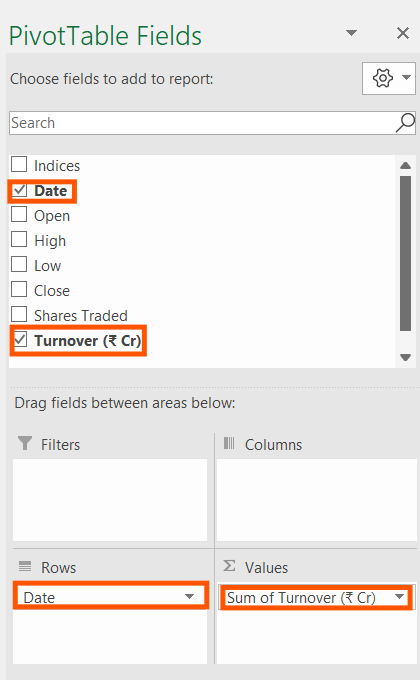 PivotTable Fields
Choose fields to add to report:
Search
Indices
Date
Open
High
Low
Close
Shares Traded
Turnover (₹ Cr)
Drag fields between areas below:
Filters
Columns
Rows
Σ Values
Date
Sum of Turnover (₹ Cr)